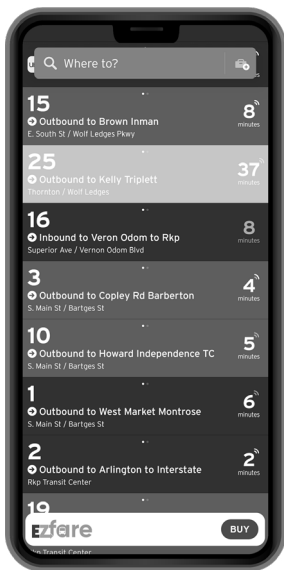 Where to?
es
15
8
Outbound to Brown Inman
minutes
E. South St / Wolf Ledges Pkwy
25
37
Outbound to Kelly Triplett
minutes
Thornton / Wolf Ledges
16
8
Inbound to Veron Odom to Rkp
minutes
Superior Ave / Vernon Odom Blvd
3
4
Outbound to Copley Rd Barberton
minutes
S. Main St / Bartges St
10
5
Outbound to Howard Independence TC
minutes
S. Main St / Bartges St
1
6
Outbound to West Market Montrose
minutes
S. Main St / Bartges St
2
2
Outbound to Arlington to Interstate
minutes
Rkp Transit Center
19
Ezfare
BUY
Rkp Transit Center